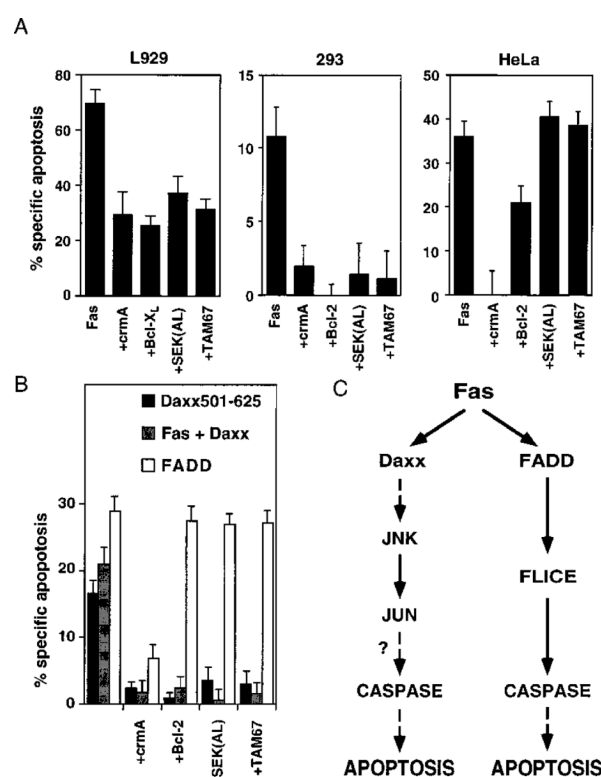 A
L929
293
HeLa
% specific apoptosis
80
60
40
20
0
15
10
5
0
50
40
30
20
10
0
Fas
+crmA
+Bcl-XL
+SEK(AL)
+TAM67
Fas
+crmA
+Bcl-2
+SEK(AL)
+TAM67
Fas
+crmA
+Bcl-2
+SEK(AL)
+TAM67
B
Daxx501-625
Fas + Daxx
FADD
% specific apopotosis
30
20
10
0
+crmA
+Bcl-2
SEK(AL)
+TAM67
C
Fas
Daxx
FADD
JNK
FLICE
JUN
?
CASPASE
CASPASE
APOPTOSIS
APOPTOSIS